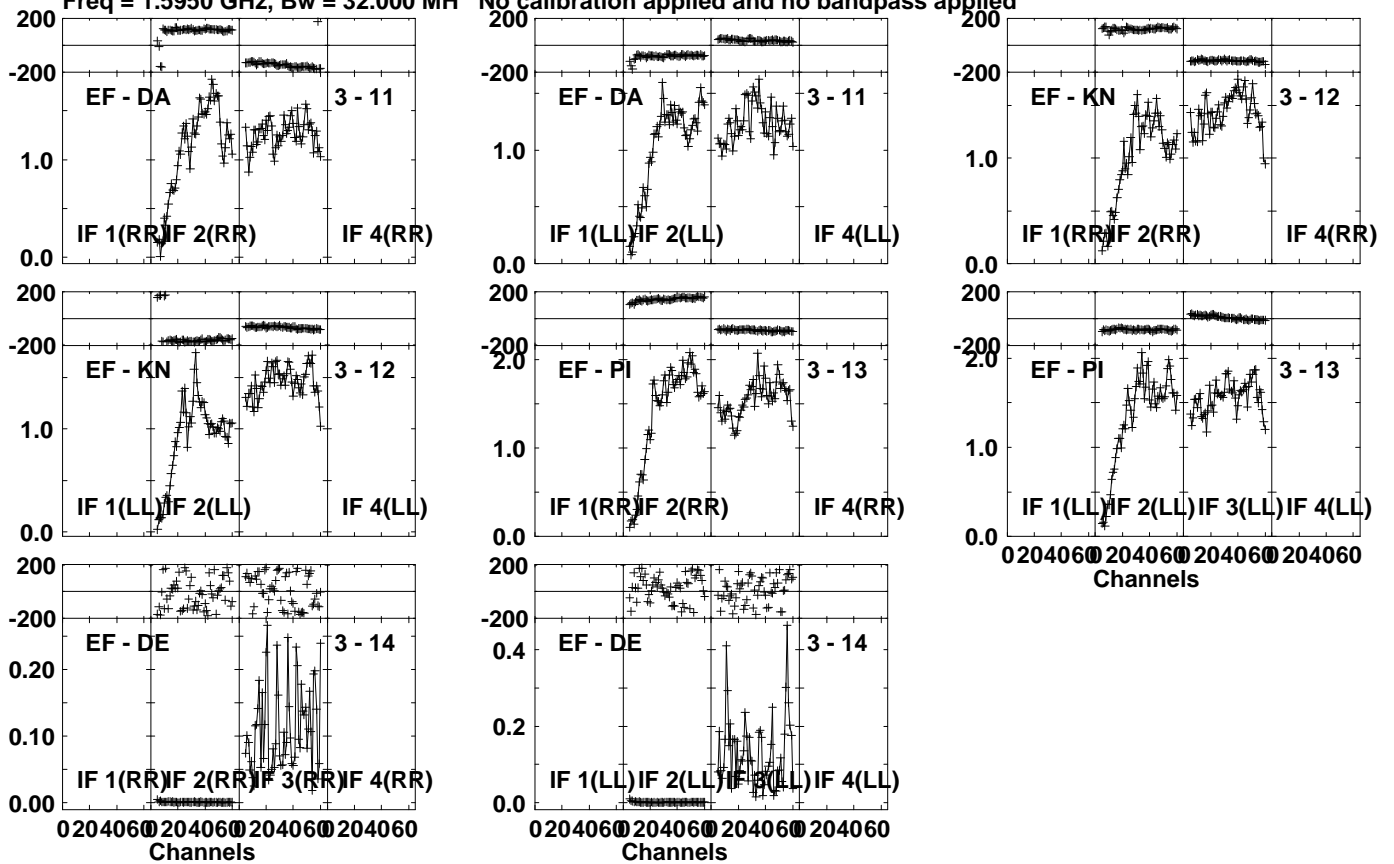 Freq = 1.5950 GHz, Bw = 32.000 MH No calibration applied and no bandpass applied
200
-200
EF - DA
3 - 11
1.0
IF 1(RR) IF 2(RR)
IF 4(RR)
0.0
EF - DA
3 - 11
1.0
IF 1(LL) IF 2(LL)
IF 4(LL)
0.0
200
-200
EF - KN
3 - 12
1.0
IF 1(RR) IF 2(RR)
IF 4(RR)
0.0
200
-200
EF - KN
3 - 12
1.0
IF 1(LL) IF 2(LL)
IF 4(LL)
0.0
200
-200
2.0
EF - PI
3 - 13
1.0
IF 1(RR) IF 2(RR)
IF 4(RR)
0.0
200
-200
2.0
EF - PI
3 - 13
1.0
IF 1(LL) IF 2(LL) IF 3(LL) IF 4(LL)
0.0
0 20 40 60 0 20 40 60 0 20 40 60 0 20 40 60
Channels
200
-200
EF - DE
3 - 14
0.20
0.10
IF 1(RR) IF 2(RR) IF 3(RR) IF 4(RR)
0.00
0 20 40 60 0 20 40 60 0 20 40 60 0 20 40 60
Channels
200
-200
EF - DE
3 - 14
0.4
0.2
IF 1(LL) IF 2(LL) IF 3(LL) IF 4(LL)
0.0
0 20 40 60 0 20 40 60 0 20 40 60 0 20 40 60
Channels